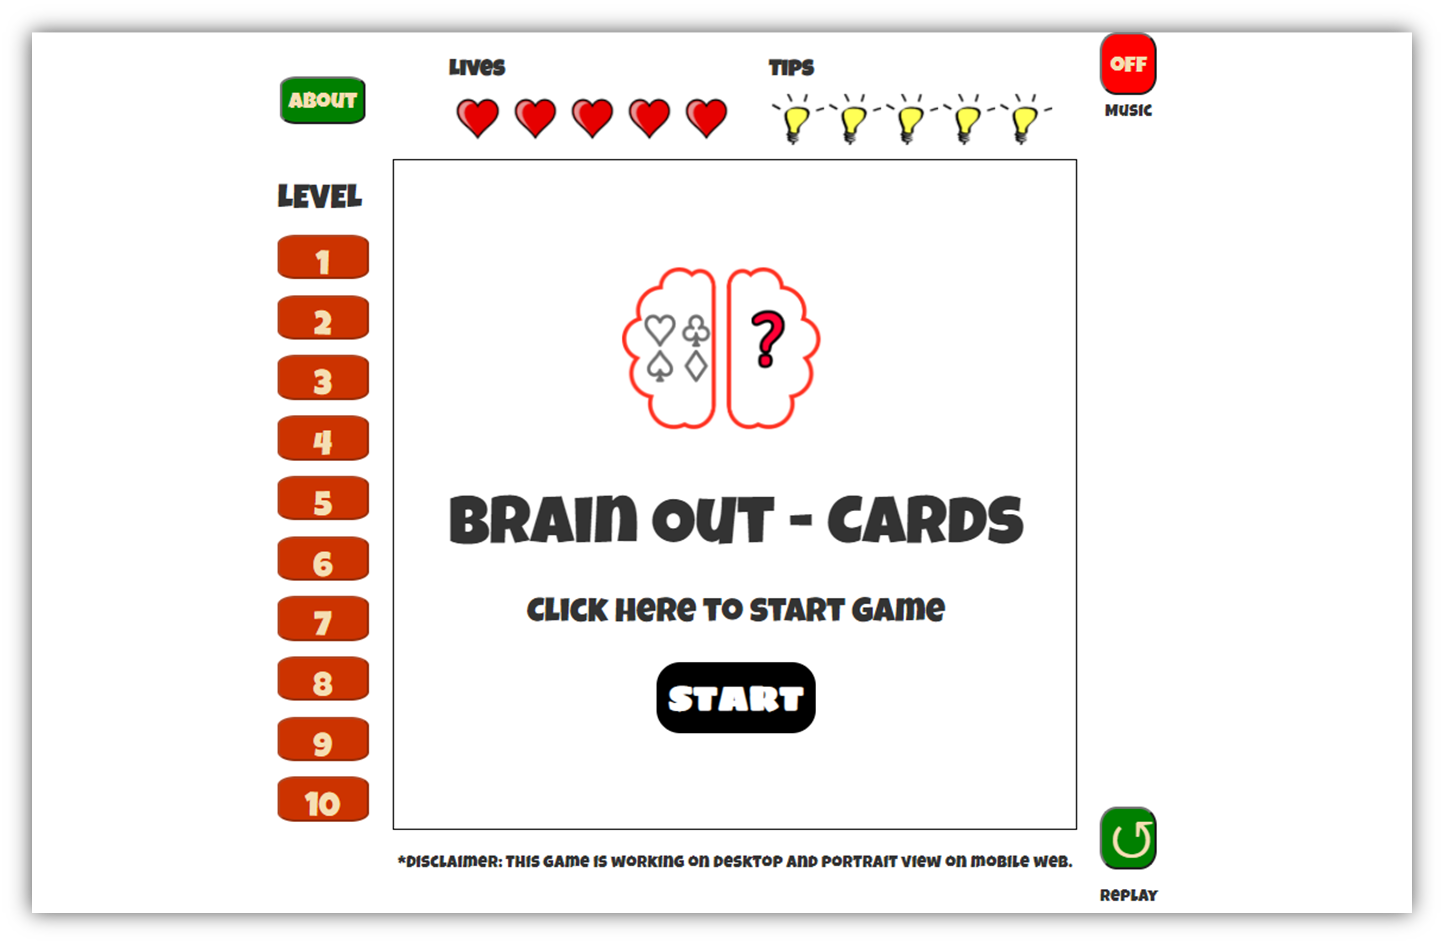 ABOUT
Lives
TIPS
OFF
Music
LEVEL
1
2
3
4
5
6
7
8
9
10
?
BRAIN OUT - CARDS
CLICK HERE TO START GAME
START
*DISCLAIMER: THIS GAME IS WORKING ON DESKTOP AND PORTRAIT VIEW ON MOBILE WEB.
REPLAY